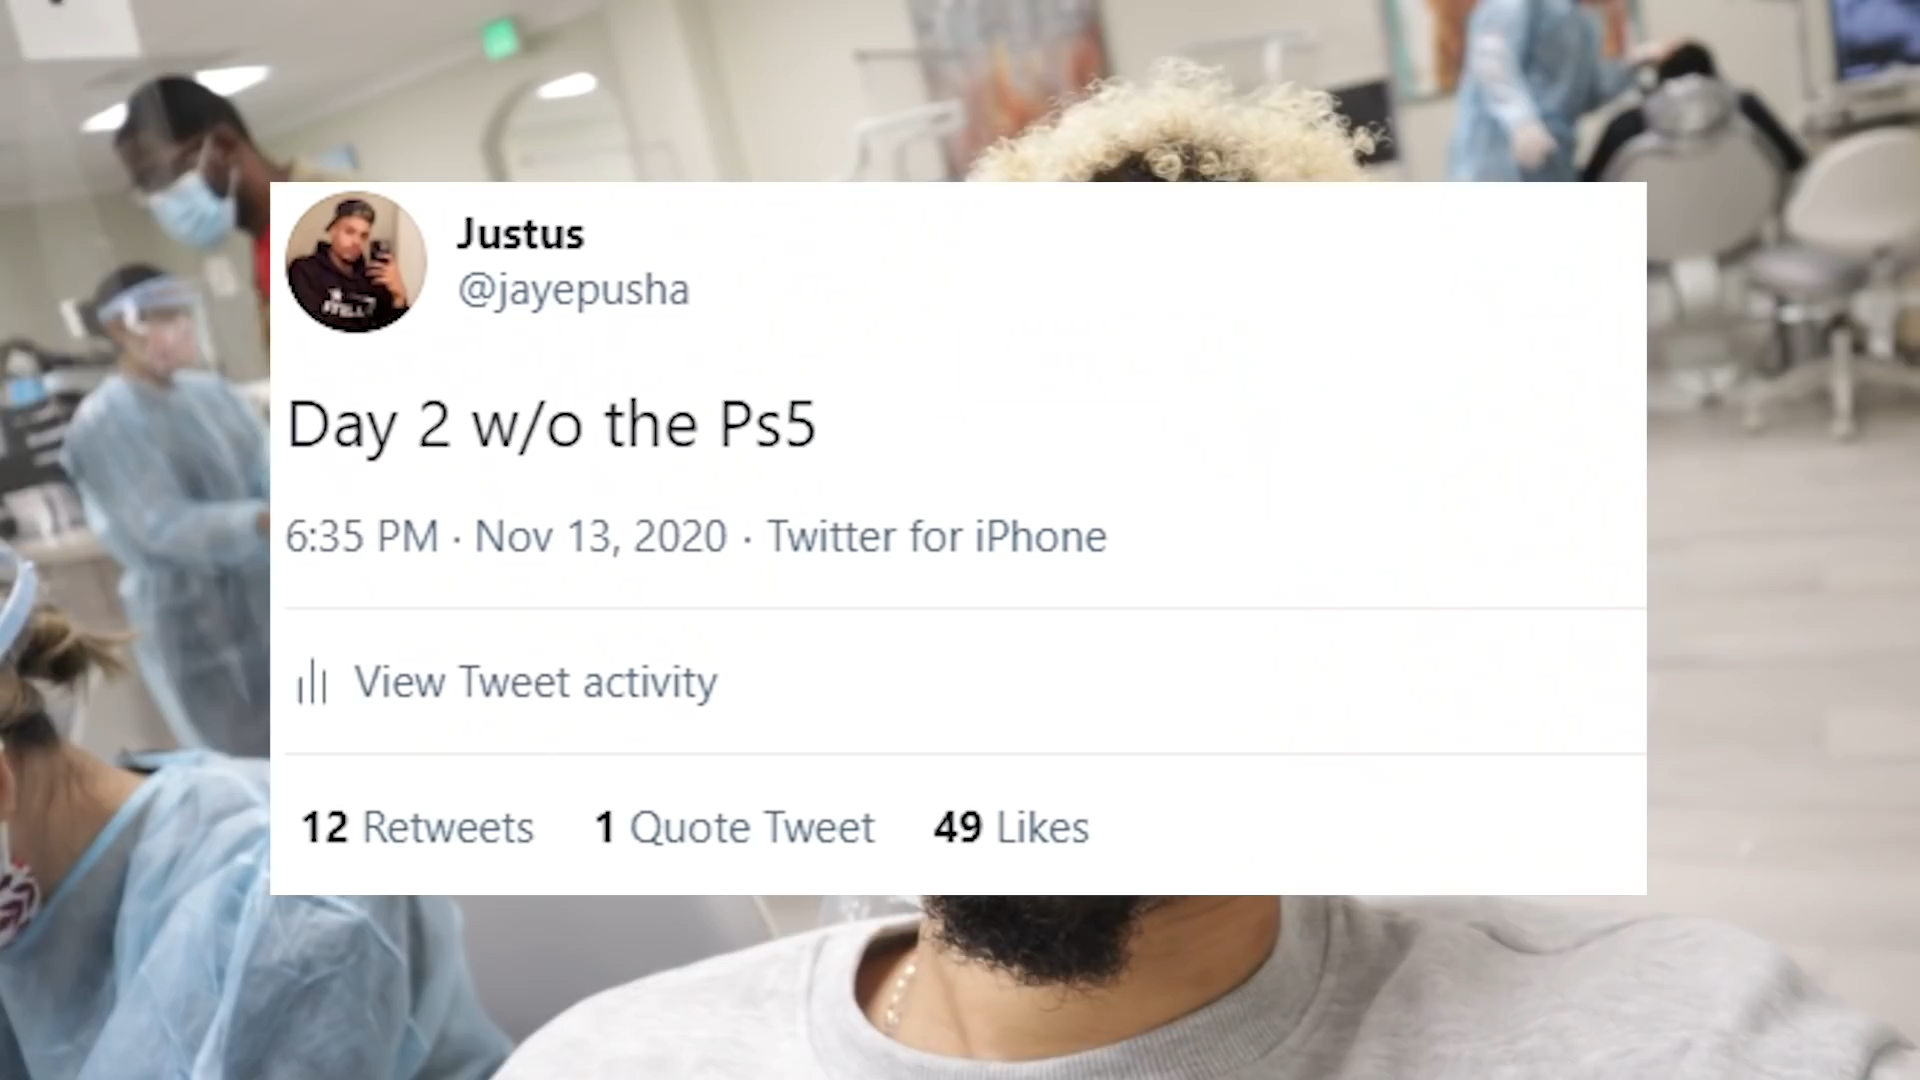 Justus
@jayepusha
Day 2 w/o the Ps5
6:35 PM · Nov 13, 2020 · Twitter for iPhone
View Tweet activity
12 Retweets 1 Quote Tweet 49 Likes